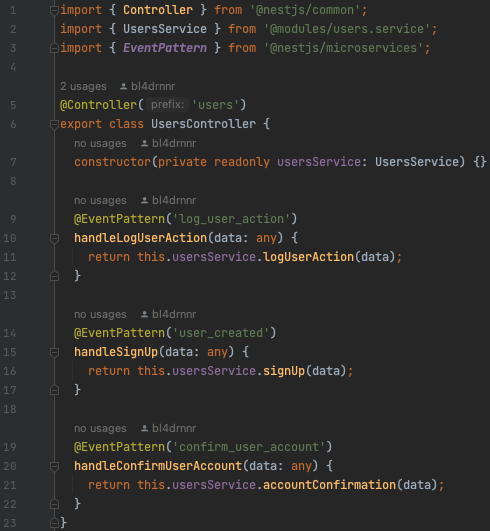 1 import { Controller } from '@nestjs/common';
2 import { UsersService } from '@modules/users.service';
3 import { EventPattern } from '@nestjs/microservices';
4
2 usages bl4drnnr
5 @Controller( prefix: 'users')
6 export class UsersController {
no usages bl4drnnr
7 constructor(private readonly usersService: UsersService) {}
8
no usages bl4drnnr
9 @EventPattern('log_user_action')
10 handleLogUserAction(data: any) {
11 return this.usersService.logUserAction(data);
12 }
13
no usages bl4drnnr
14 @EventPattern('user_created')
15 handleSignUp(data: any) {
16 return this.usersService.signUp(data);
17 }
18
no usages bl4drnnr
19 @EventPattern('confirm_user_account')
20 handleConfirmUserAccount(data: any) {
21 return this.usersService.accountConfirmation(data);
22 }
23 }